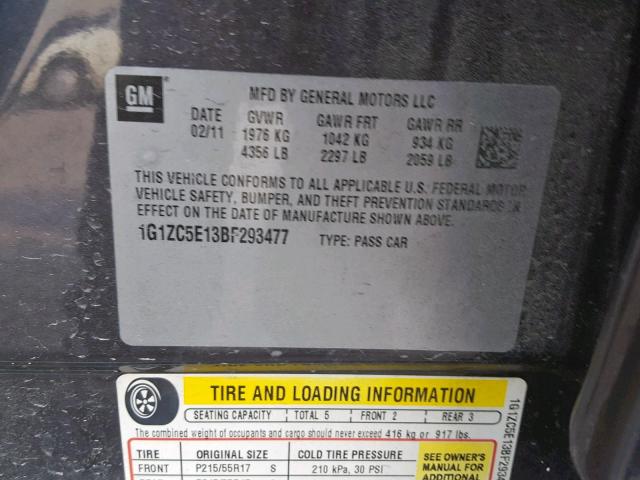 GM
MFD BY GENERAL MOTORS LLC
DATE GVWR GAWR FRT GAWR RR
02/11 1976 KG 1042 KG 934 KG
4356 LB 2297 LB 2059 LB
THIS VEHICLE CONFORMS TO ALL APPLICABLE U.S. FEDERAL MOTOR
VEHICLE SAFETY, BUMPER, AND THEFT PREVENTION STANDARDS IN
EFFECT ON THE DATE OF MANUFACTURE SHOWN ABOVE.
1G1ZC5E13BF293477 TYPE: PASS CAR
TIRE AND LOADING INFORMATION
SEATING CAPACITY TOTAL 5 FRONT 2 REAR 3
The combined weight of occupants and cargo should never exceed 416 kg or 917 lbs.
TIRE ORIGINAL SIZE COLD TIRE PRESSURE
FRONT P215/55R17 S 210 kPa, 30 PSI
SEE OWNER'S
MANUAL FOR
ADDITIONAL
1G1ZC5E13BF2934